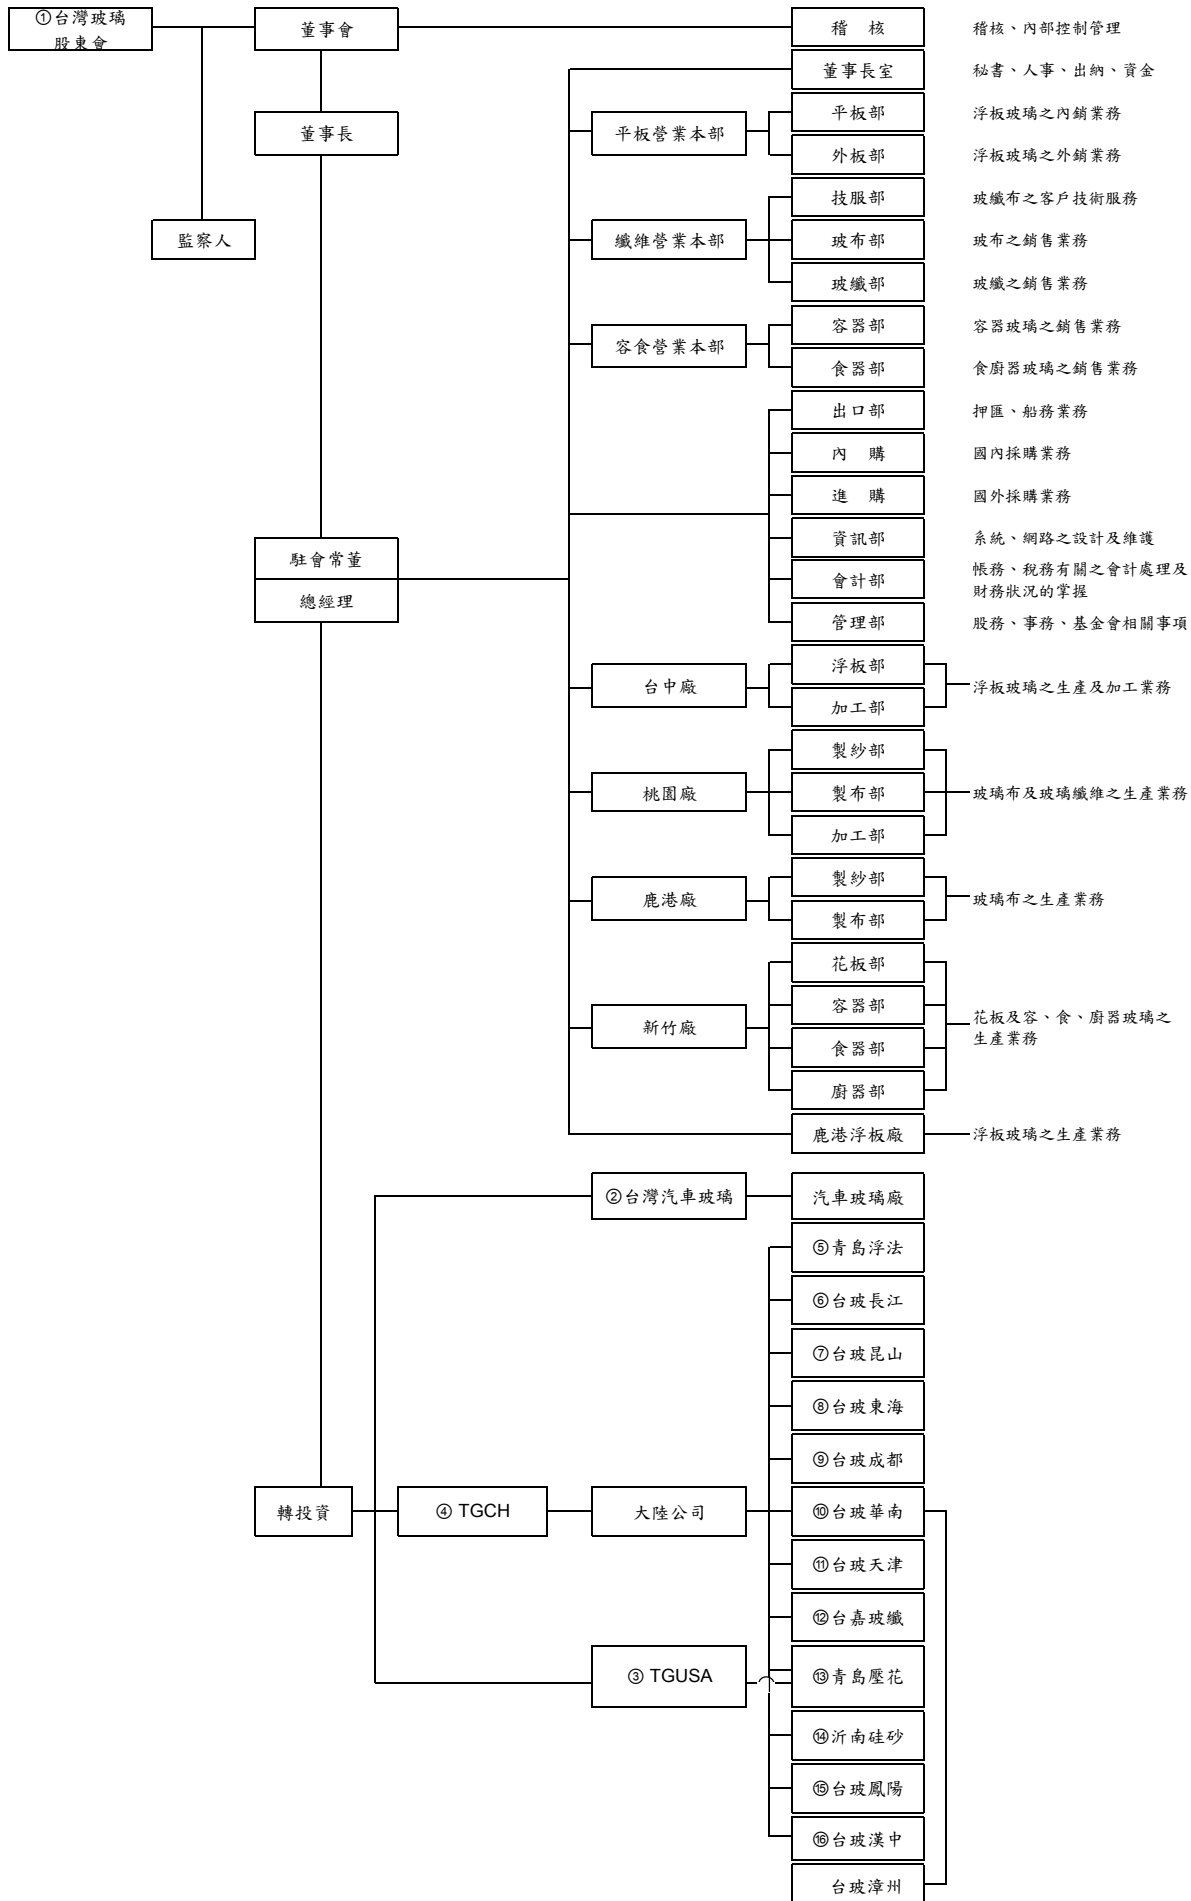 ①台灣玻璃
股東會
董事會
稽 核
稽核、內部控制管理
董事長室
秘書、人事、出納、資金
董事長
平板營業本部
平板部
浮板玻璃之內銷業務
外板部
浮板玻璃之外銷業務
監察人
纖維營業本部
技服部
玻纖布之客戶技術服務
玻布部
玻布之銷售業務
玻纖部
玻纖之銷售業務
容食營業本部
容器部
容器玻璃之銷售業務
食器部
食廚器玻璃之銷售業務
出口部
押匯、船務業務
內 購
國內採購業務
進 購
國外採購業務
駐會常董
總經理
資訊部
系統、網路之設計及維護
會計部
帳務、稅務有關之會計處理及
財務狀況的掌握
管理部
股務、事務、基金會相關事項
台中廠
浮板部
加工部
浮板玻璃之生產及加工業務
桃園廠
製紗部
製布部
加工部
玻璃布及玻璃纖維之生產業務
鹿港廠
製紗部
製布部
玻璃布之生產業務
新竹廠
花板部
容器部
食器部
廚器部
花板及容、食、廚器玻璃之
生產業務
鹿港浮板廠
浮板玻璃之生產業務
②台灣汽車玻璃
汽車玻璃廠
轉投資
④ TGCH
大陸公司
⑤青島浮法
⑥台玻長江
⑦台玻昆山
⑧台玻東海
⑨台玻成都
⑩台玻華南
⑪台玻天津
⑫台嘉玻纖
③ TGUSA
⑬青島壓花
⑭沂南硅砂
⑮台玻鳳陽
⑯台玻漢中
台玻漳州